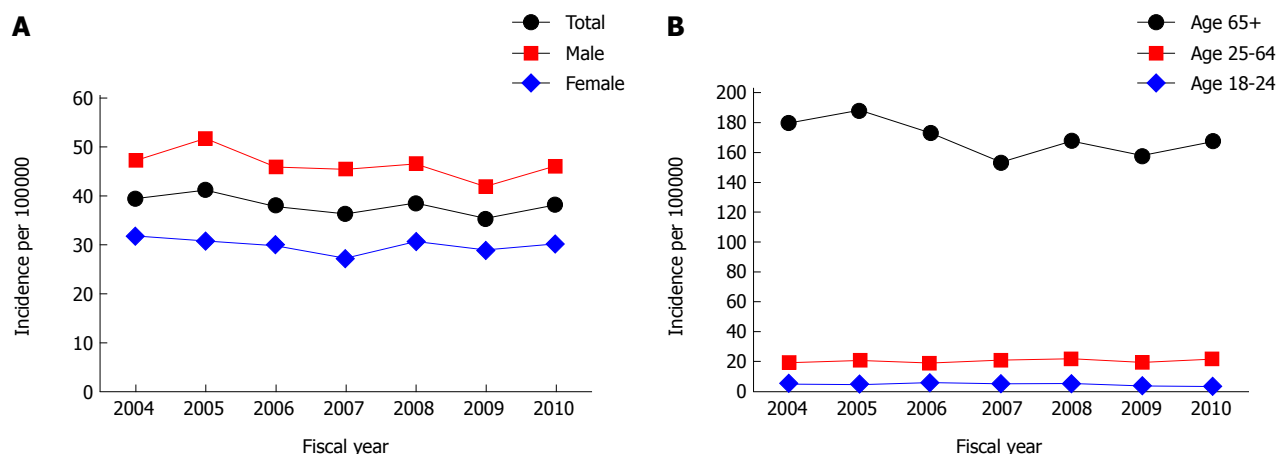 A
Total
Male
Female
60
50
40
30
20
10
0
Incidence per 100000
2004 2005 2006 2007 2008 2009 2010
Fiscal year
B
Age 65+
Age 25-64
Age 18-24
200
180
160
140
120
100
80
60
40
20
0
Incidence per 100000
2004 2005 2006 2007 2008 2009 2010
Fiscal year